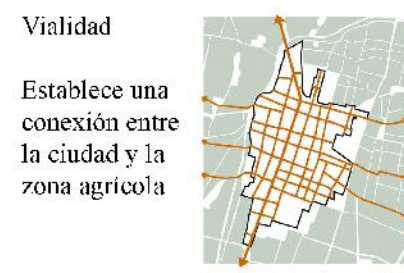 Vialidad
Establece una
conexión entre
la ciudad y la
zona agrícola